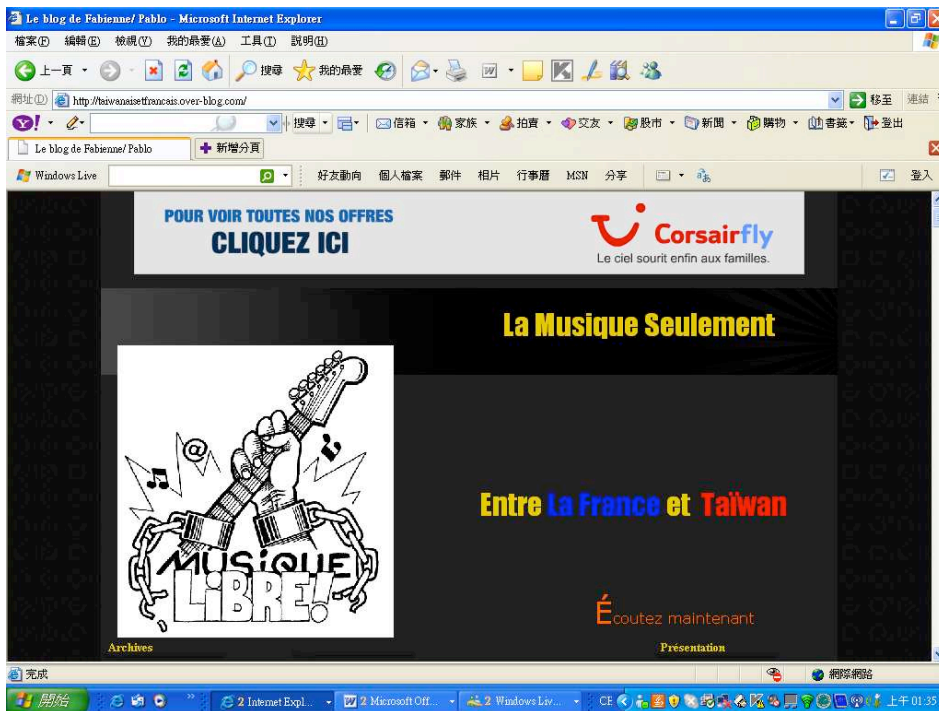 Le blog de Fabienne/ Pablo - Microsoft Internet Explorer
檔案(F) 編輯(E) 檢視(V) 我的最愛(A) 工具(T) 說明(H)
上一頁 搜尋 我的最愛
網址(D) http://taiwanaisetfrancais.over-blog.com/ 移至 連結
Y! 搜尋 信箱 家族 拍賣 交友 股市 新聞 購物 書籤 登出
Le blog de Fabienne/ Pablo 新增分頁
Windows Live 好友動向 個人檔案 郵件 相片 行事曆 MSN 分享 登入
POUR VOIR TOUTES NOS OFFRES
CLIQUEZ ICI
Corsairfly
Le ciel sourit enfin aux familles.
La Musique Seulement
@
MUSiQUE
LiBRE!
Entre La France et Taïwan
Écoutez maintenant
Archives Présentation
完成 網際網路
開始 2 Internet Expl... 2 Microsoft Off... 2 Windows Liv... CH 上午 01:35